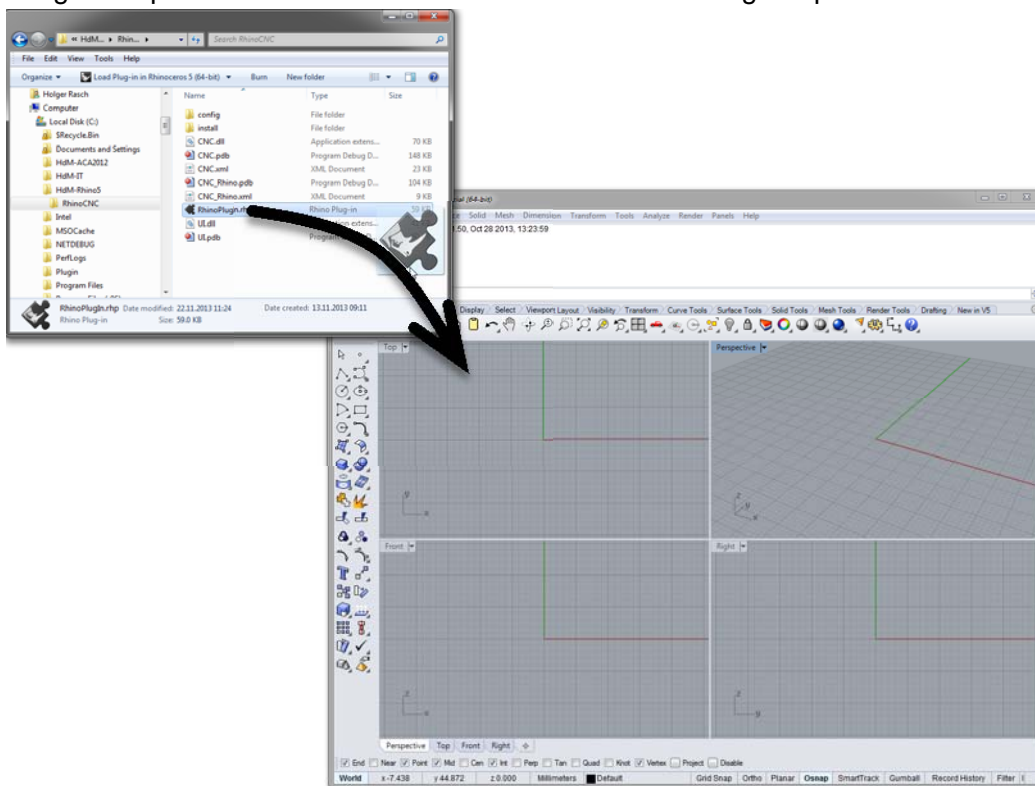 « HdM... ▸ Rhin... ▸ Search RhinoCNC
File Edit View Tools Help
Organize Load Plug-in in Rhinoceros 5 (64-bit) Burn New folder
Name Type Size
Holger Rasch
Computer
Local Disk (C:)
$Recycle.Bin
Documents and Settings
HdM-ACA2012
HdM-IT
HdM-Rhino5
RhinoCNC
Intel
MSOCache
NETDEBUG
PerfLogs
Plugin
Program Files
config File folder
install File folder
CNC.dll Application extens... 70 KB
CNC.pdb Program Debug D... 148 KB
CNC.xml XML Document 23 KB
CNC_Rhino.pdb Program Debug D... 104 KB
CNC_Rhino.xml XML Document 9 KB
RhinoPlugIn.rhp Rhino Plug-in 59 KB
UI.dll extens...
UI.pdb Program
RhinoPlugIn.rhp Date modified: 22.11.2013 11:24 Date created: 13.11.2013 09:11
Rhino Plug-in Size: 59.0 KB
(64-bit)
Solid Mesh Dimension Transform Tools Analyze Render Panels Help
Oct 28 2013, 13:23:59
Display Select Viewport Layout Visibility Transform Curve Tools Surface Tools Solid Tools Mesh Tools Render Tools Drafting New in V5
Top Perspective
y x
z y x
Front Right
z x
z y
Perspective Top Front Right
End Near Point Mid Cen Int Perp Tan Quad Knot Vertex Project Disable
World x -7.438 y 44.872 z 0.000 Millimeters Default Grid Snap Ortho Planar Osnap SmartTrack Gumball Record History Filter